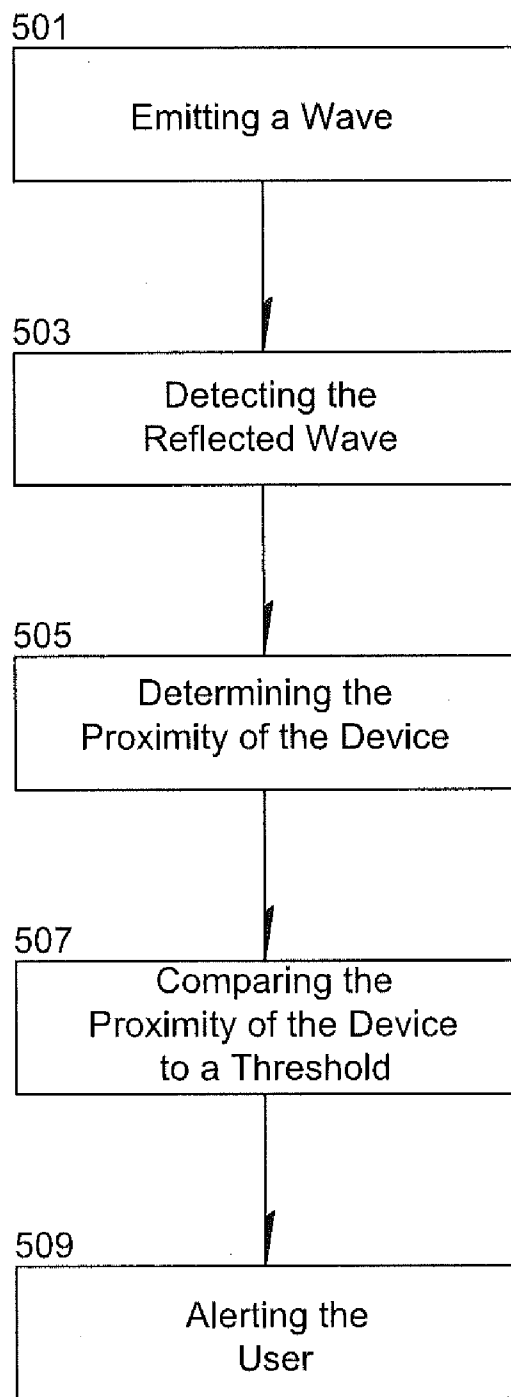 501
Emitting a Wave
503
Detecting the
Reflected Wave
505
Determining the
Proximity of the Device
507
Comparing the
Proximity of the Device
to a Threshold
509
Alerting the
User